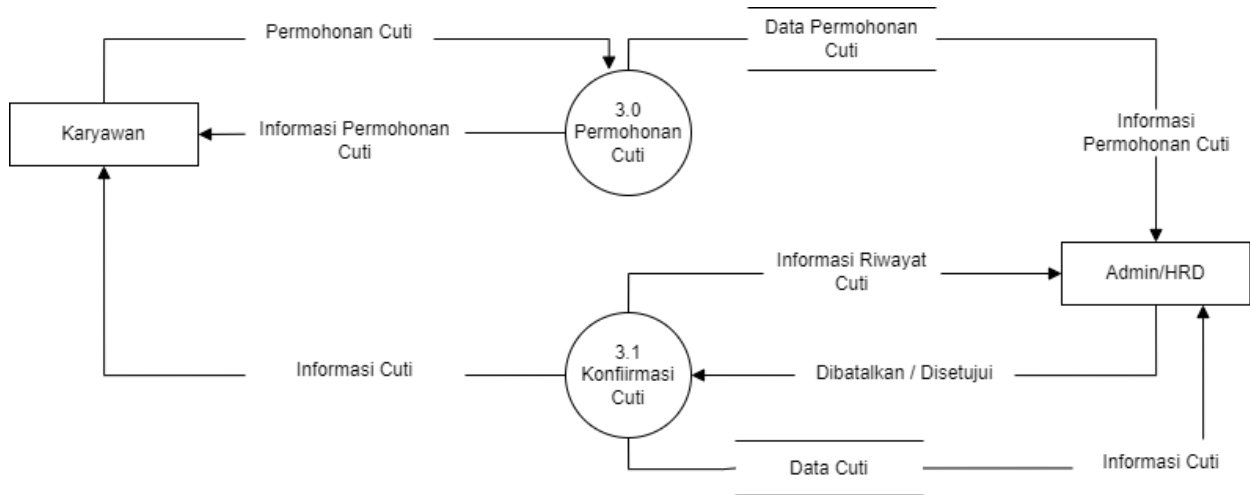 Permohonan Cuti
Data Permohonan
Cuti
Karyawan
Informasi Permohonan
Cuti
3.0
Permohonan
Cuti
Informasi
Permohonan Cuti
Informasi Riwayat
Cuti
Admin/HRD
Informasi Cuti
3.1
Konfiirmasi
Cuti
Dibatalkan / Disetujui
Data Cuti
Informasi Cuti